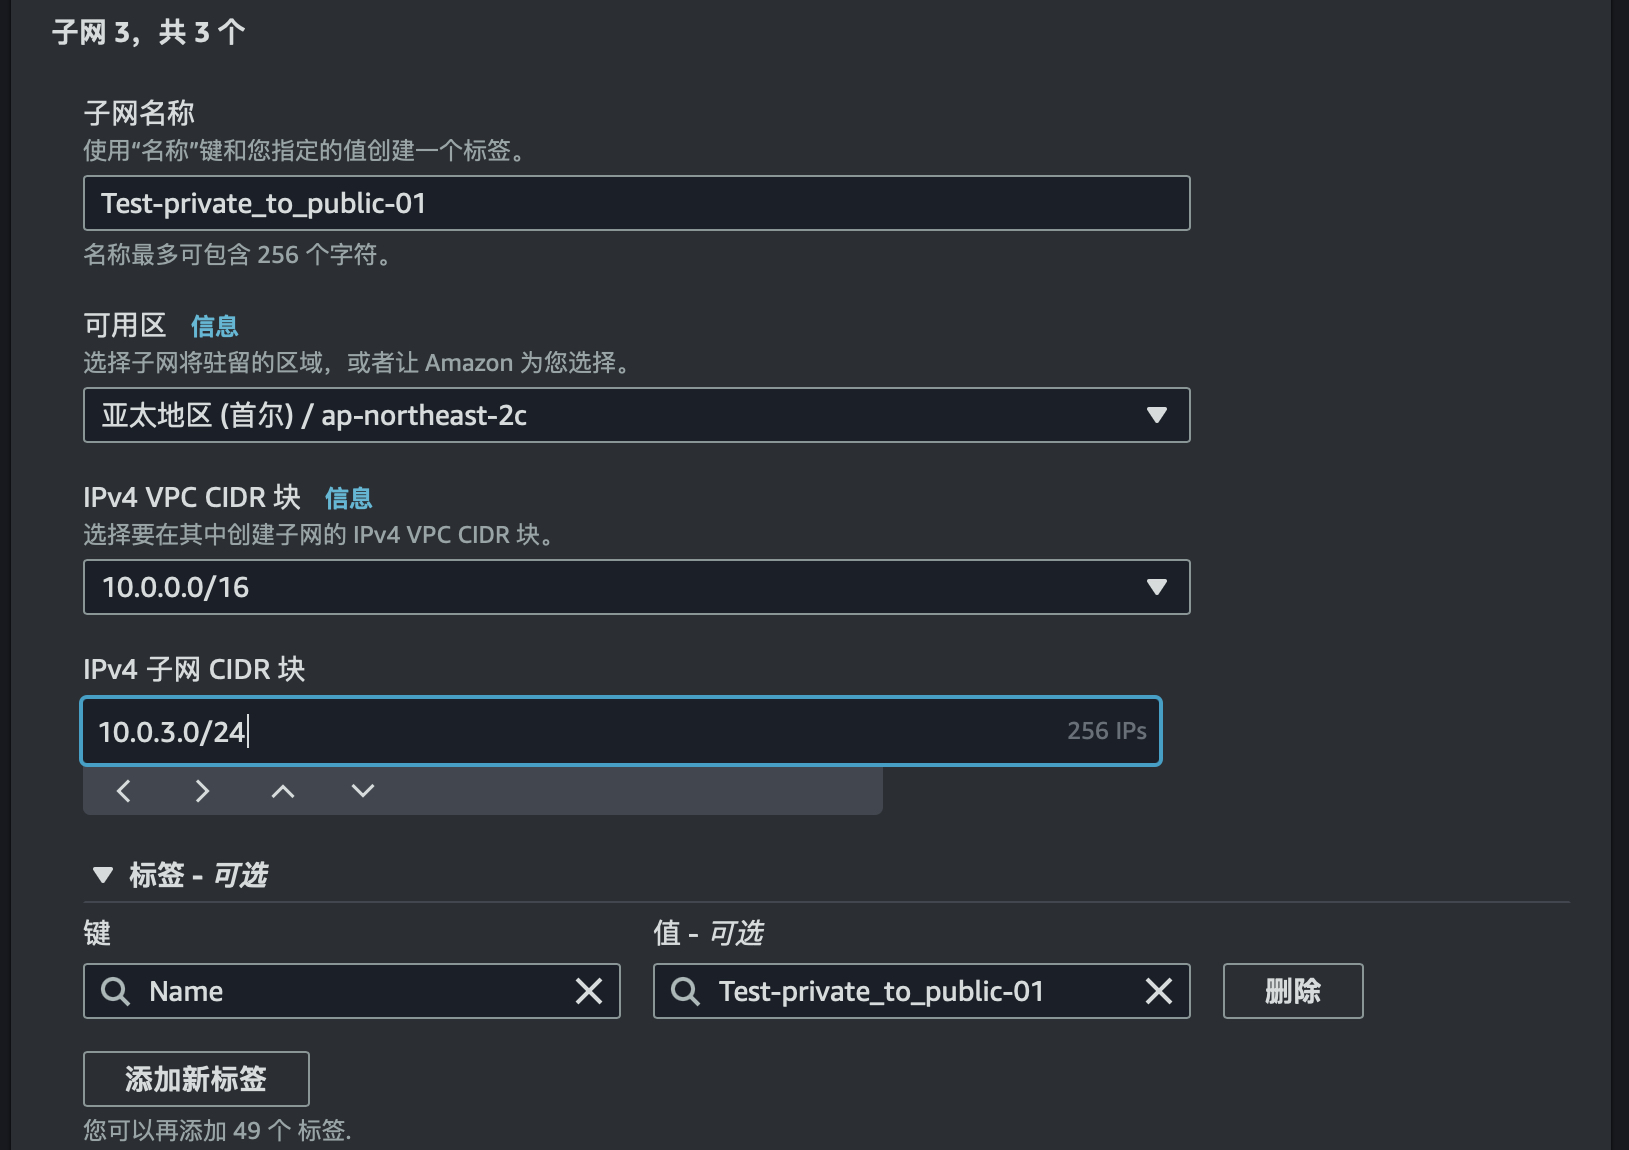 子网 3，共 3 个
子网名称
使用“名称”键和您指定的值创建一个标签。
Test-private_to_public-01
名称最多可包含 256 个字符。
可用区 信息
选择子网将驻留的区域，或者让 Amazon 为您选择。
亚太地区 (首尔) / ap-northeast-2c
IPv4 VPC CIDR 块 信息
选择要在其中创建子网的 IPv4 VPC CIDR 块。
10.0.0.0/16
IPv4 子网 CIDR 块
10.0.3.0/24 256 IPs
标签 - 可选
键 值 - 可选
Name Test-private_to_public-01 删除
添加新标签
您可以再添加 49 个 标签.